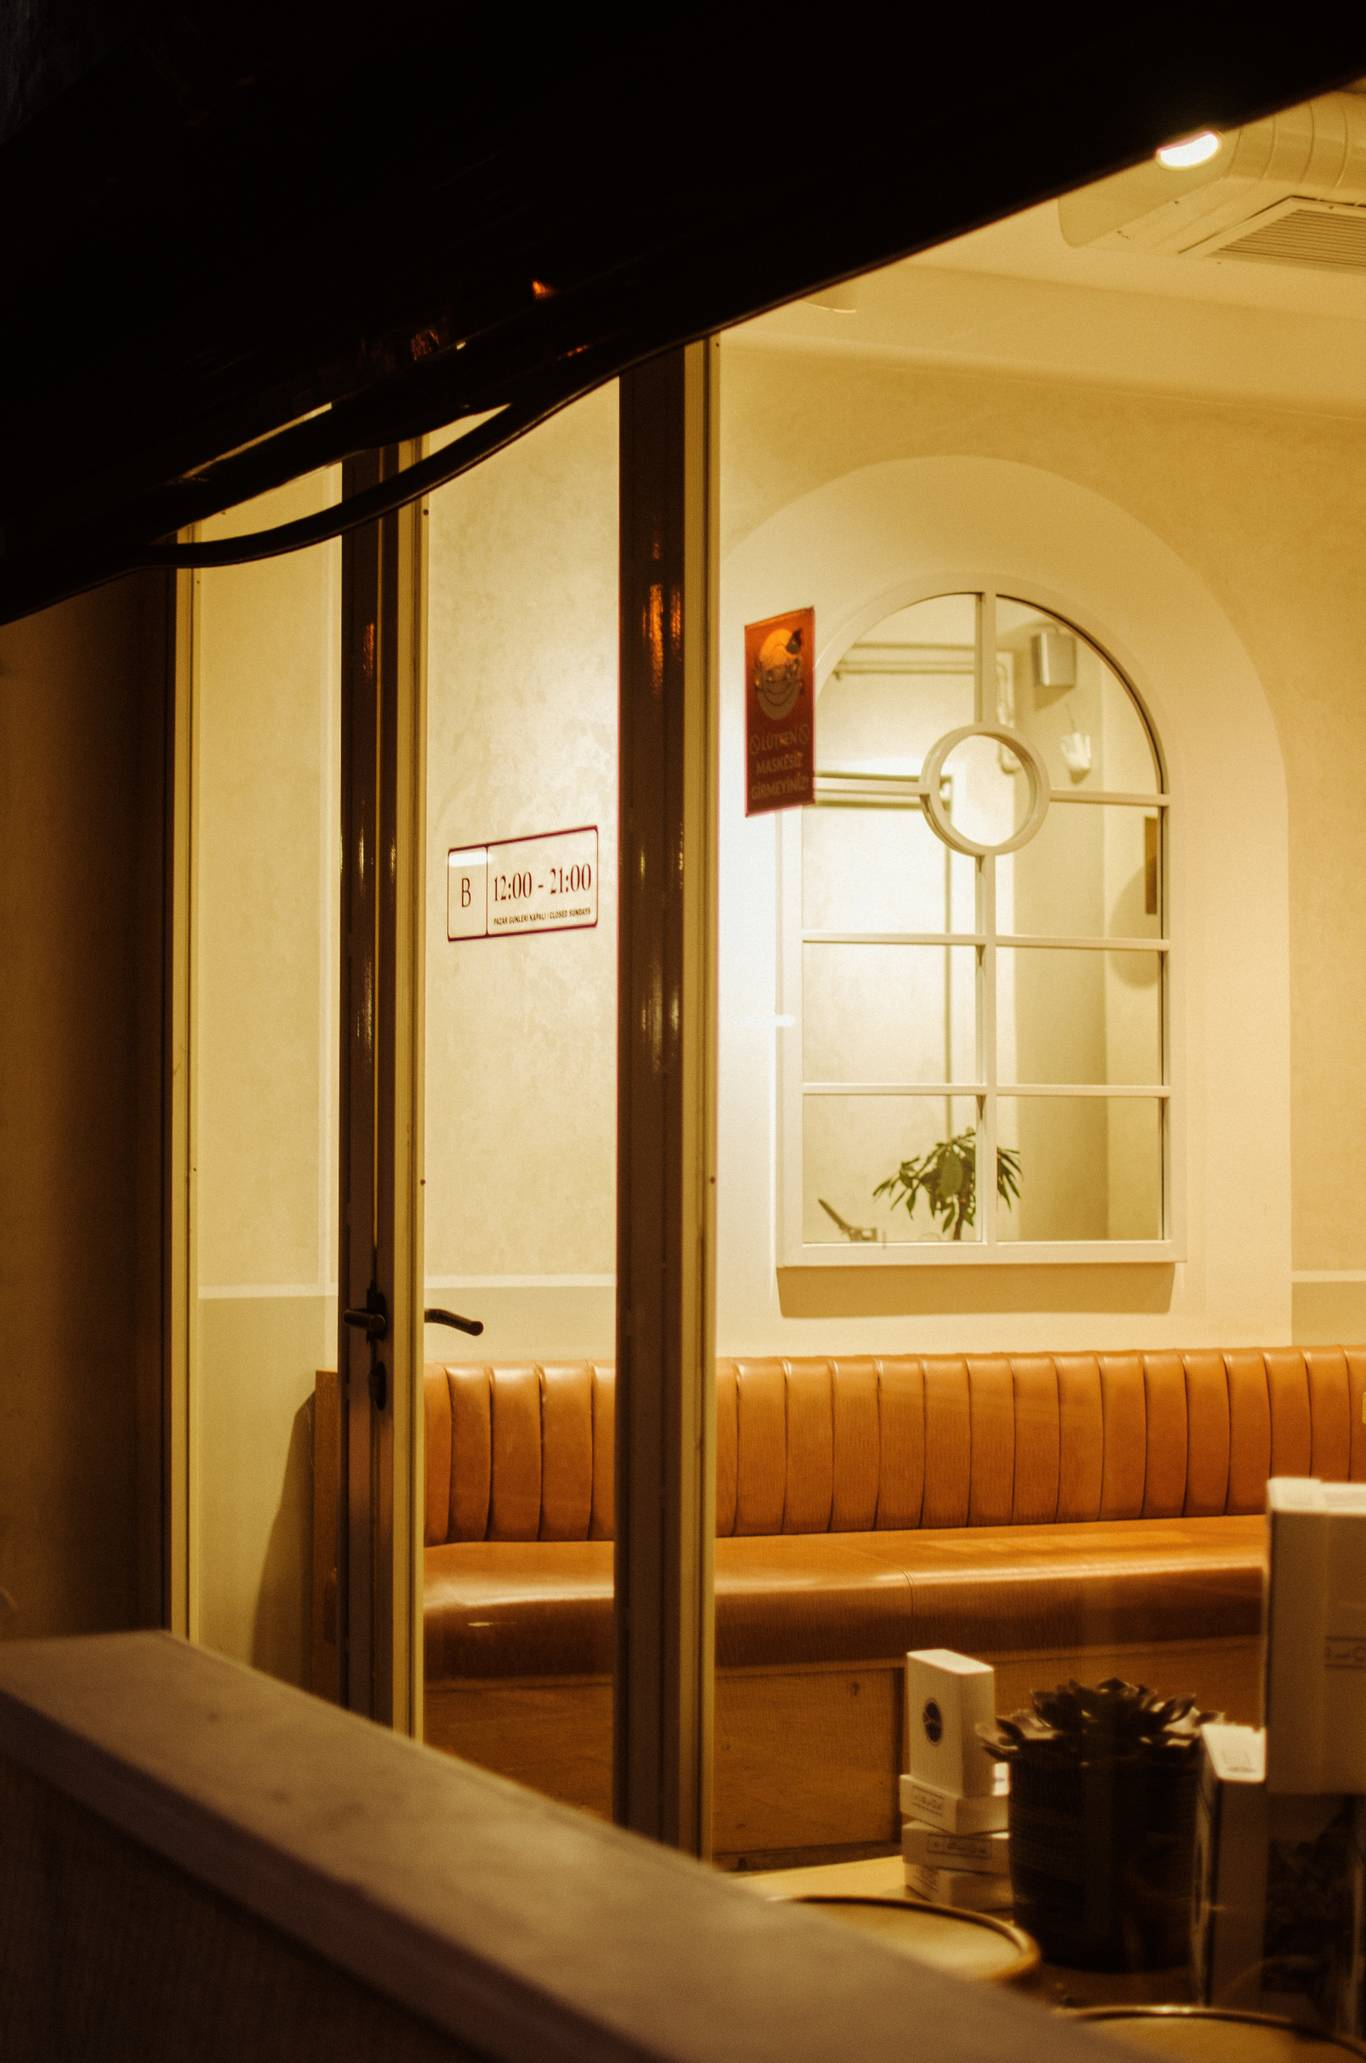 LÜTFEN
MASKESİZ
GİRMEYİNİZ!
B
12:00 - 21:00
PAZAR GÜNLERİ KAPALI / CLOSED SUNDAYS